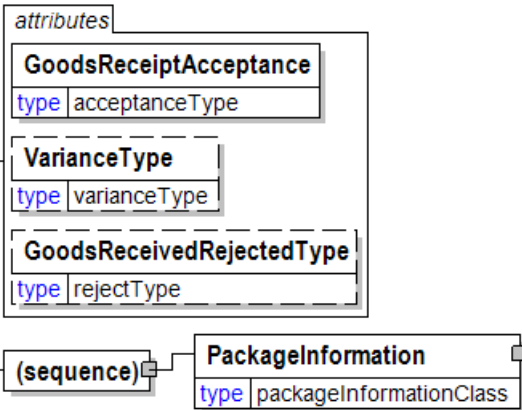 attributes
GoodsReceiptAcceptance
type acceptanceType
VarianceType
type varianceType
GoodsReceivedRejectedType
type rejectType
(sequence) PackageInformation
type packageInformationClass